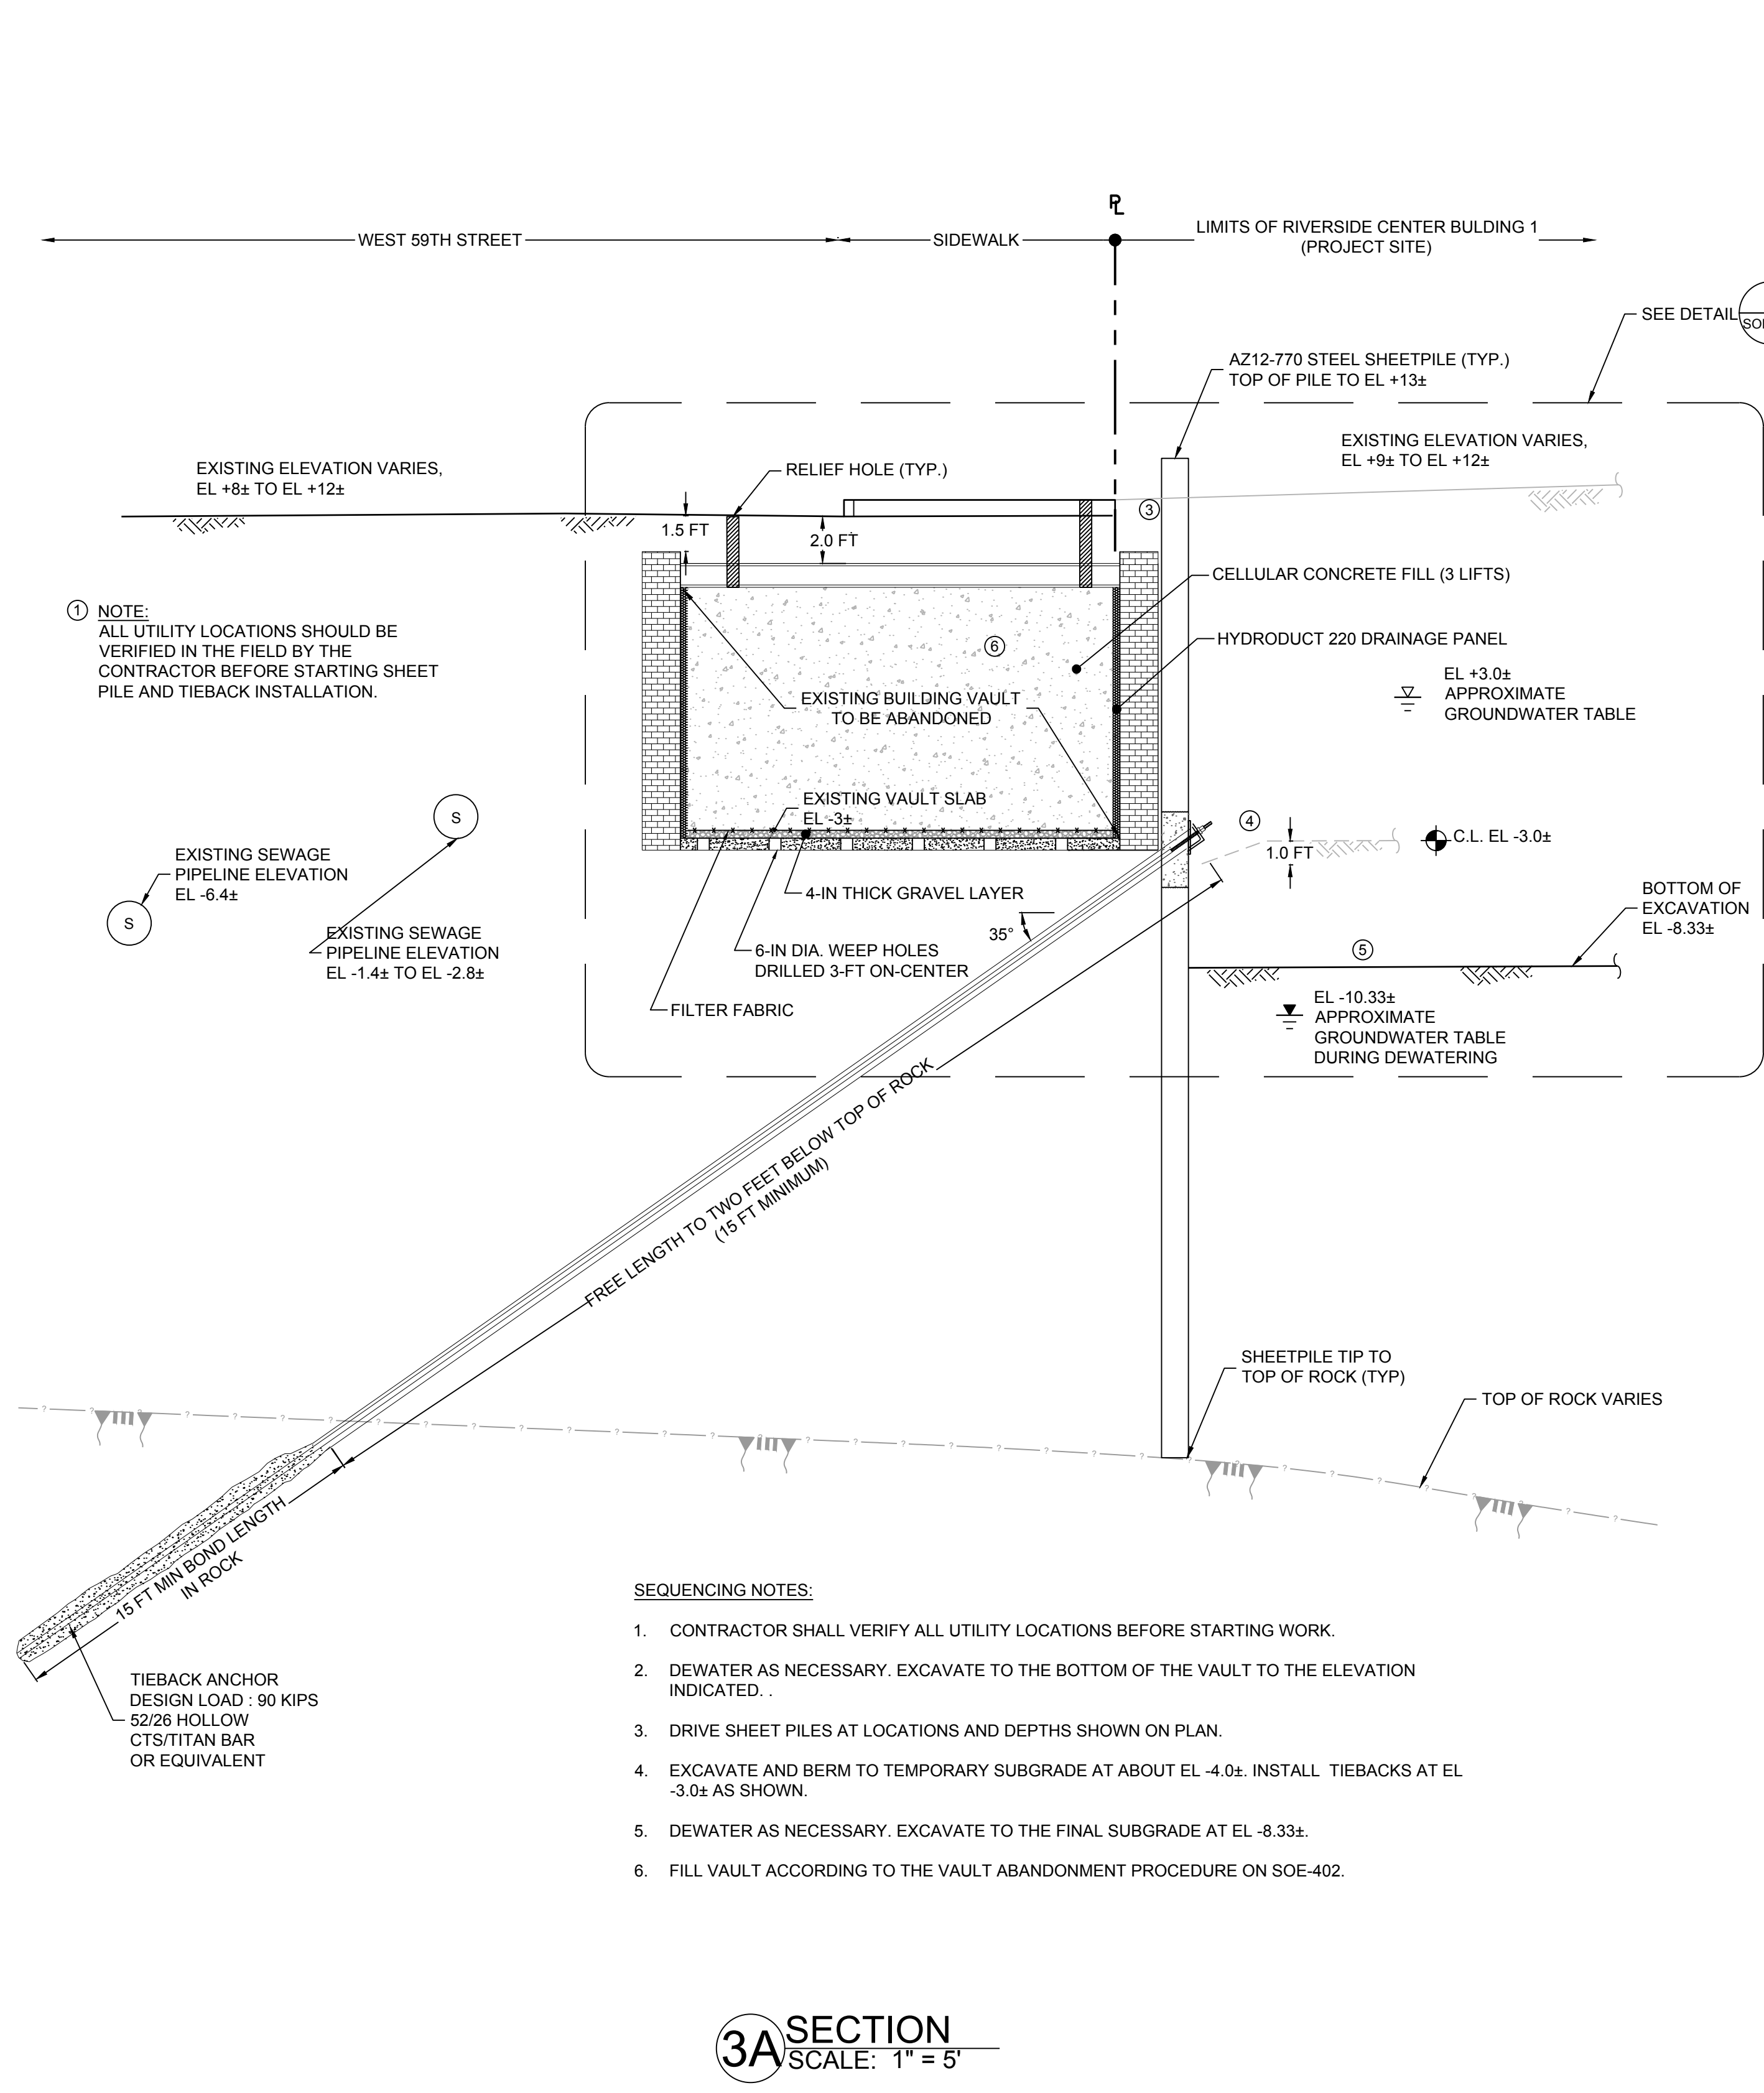 PL
WEST 59TH STREET
SIDEWALK
LIMITS OF RIVERSIDE CENTER BULDING 1
(PROJECT SITE)
SEE DETAIL
AZ12-770 STEEL SHEETPILE (TYP.)
TOP OF PILE TO EL +13±
EXISTING ELEVATION VARIES,
EL +9± TO EL +12±
EXISTING ELEVATION VARIES,
EL +8± TO EL +12±
RELIEF HOLE (TYP.)
3
1.5 FT
2.0 FT
CELLULAR CONCRETE FILL (3 LIFTS)
1 NOTE:
ALL UTILITY LOCATIONS SHOULD BE
VERIFIED IN THE FIELD BY THE
CONTRACTOR BEFORE STARTING SHEET
PILE AND TIEBACK INSTALLATION.
6
HYDRODUCT 220 DRAINAGE PANEL
EL +3.0±
APPROXIMATE
GROUNDWATER TABLE
EXISTING BUILDING VAULT
TO BE ABANDONED
EXISTING VAULT SLAB
EL -3±
S
4
C.L. EL -3.0±
1.0 FT
EXISTING SEWAGE
PIPELINE ELEVATION
EL -6.4±
S
4-IN THICK GRAVEL LAYER
BOTTOM OF
EXCAVATION
EL -8.33±
EXISTING SEWAGE
PIPELINE ELEVATION
EL -1.4± TO EL -2.8±
35°
6-IN DIA. WEEP HOLES
DRILLED 3-FT ON-CENTER
5
FILTER FABRIC
EL -10.33±
APPROXIMATE
GROUNDWATER TABLE
DURING DEWATERING
FREE LENGTH TO TWO FEET BELOW TOP OF ROCK
(15 FT MINIMUM)
SHEETPILE TIP TO
TOP OF ROCK (TYP)
TOP OF ROCK VARIES
15 FT MIN BOND LENGTH
IN ROCK
TIEBACK ANCHOR
DESIGN LOAD : 90 KIPS
52/26 HOLLOW
CTS/TITAN BAR
OR EQUIVALENT
SEQUENCING NOTES:
1. CONTRACTOR SHALL VERIFY ALL UTILITY LOCATIONS BEFORE STARTING WORK.
2. DEWATER AS NECESSARY. EXCAVATE TO THE BOTTOM OF THE VAULT TO THE ELEVATION
INDICATED. .
3. DRIVE SHEET PILES AT LOCATIONS AND DEPTHS SHOWN ON PLAN.
4. EXCAVATE AND BERM TO TEMPORARY SUBGRADE AT ABOUT EL -4.0±. INSTALL TIEBACKS AT EL
-3.0± AS SHOWN.
5. DEWATER AS NECESSARY. EXCAVATE TO THE FINAL SUBGRADE AT EL -8.33±.
6. FILL VAULT ACCORDING TO THE VAULT ABANDONMENT PROCEDURE ON SOE-402.
3A SECTION
SCALE: 1" = 5'